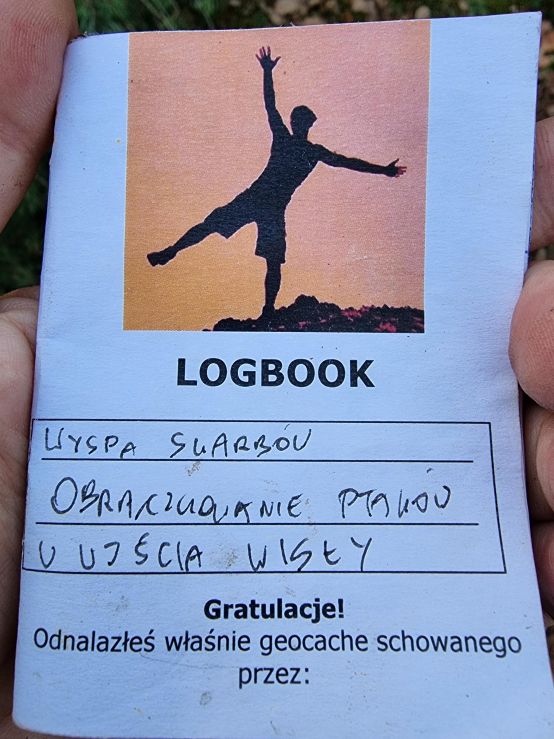 LOGBOOK
WYSPA SKARBÓW
OBRĄCZKOWANIE PTAKÓW
U UJŚCIA WISŁY
Gratulacje!
Odnalazłeś właśnie geocache schowanego
przez: